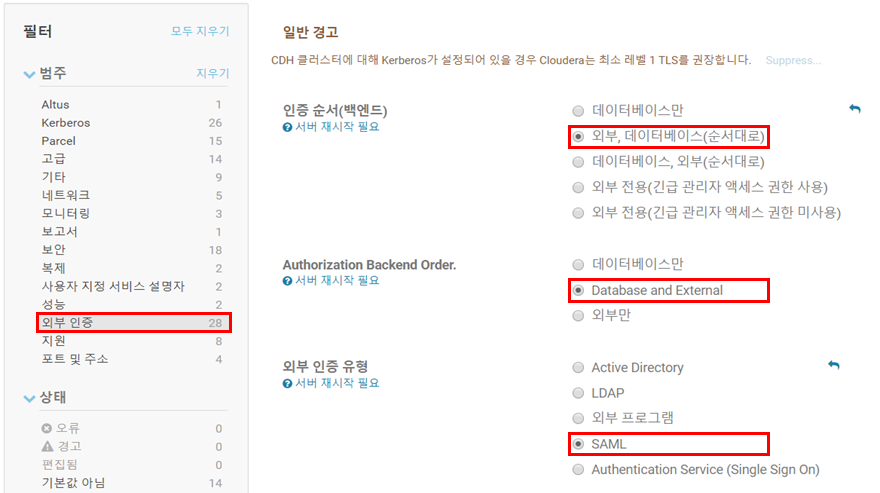 필터 모두 지우기
범주 지우기
Altus 1
Kerberos 26
Parcel 15
고급 14
기타 9
네트워크 5
모니터링 3
보고서 1
보안 18
복제 2
사용자 지정 서비스 설명자 2
성능 2
외부 인증 28
지원 8
포트 및 주소 4
상태
오류 0
경고 0
편집됨 0
기본값 아님 14
일반 경고
CDH 클러스터에 대해 Kerberos가 설정되어 있을 경우 Cloudera는 최소 레벨 1 TLS를 권장합니다. Suppress...
인증 순서(백엔드)
서버 재시작 필요
데이터베이스만
외부, 데이터베이스(순서대로)
데이터베이스, 외부(순서대로)
외부 전용(긴급 관리자 액세스 권한 사용)
외부 전용(긴급 관리자 액세스 권한 미사용)
Authorization Backend Order.
서버 재시작 필요
데이터베이스만
Database and External
외부만
외부 인증 유형
서버 재시작 필요
Active Directory
LDAP
외부 프로그램
SAML
Authentication Service (Single Sign On)